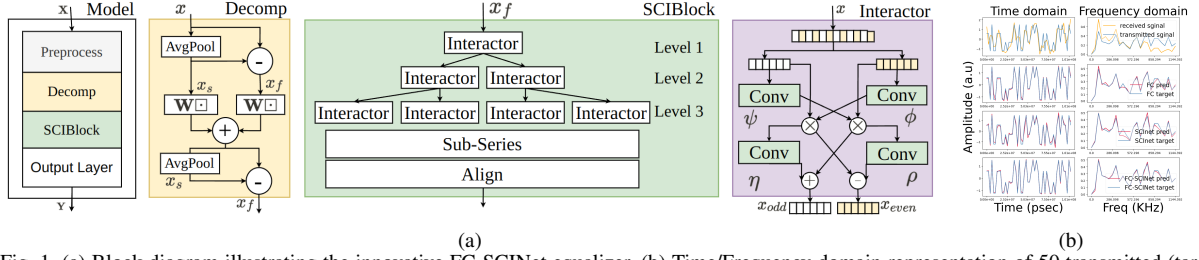 Model
X
Preprocess
Decomp
SCIBlock
Output Layer
Y
x
Decomp
AvgPool
-
x_s
x_f
W⊡
W⊡
+
AvgPool
x_s
-
x_f
x_f
SCIBlock
Interactor
Level 1
Interactor
Interactor
Level 2
Interactor
Interactor
Interactor
Interactor
Level 3
Sub-Series
Align
x
Interactor
Conv
Conv
ψ
ϕ
×
×
Conv
Conv
η
ρ
+
-
x_odd
x_even
(a)
Time domain
Frequency domain
received sginal
transmitted sginal
FC pred
FC target
SCINet pred
SCINet target
FC-SCINet pred
FC-SCINet target
Amplitude (a.u)
Time (psec)
Freq (KHz)
(b)
Fig. 1. (a) Block diagram illustrating the innovative FC-SCINet equalizer. (b) Time/Frequency domain representation of 50 transmitted